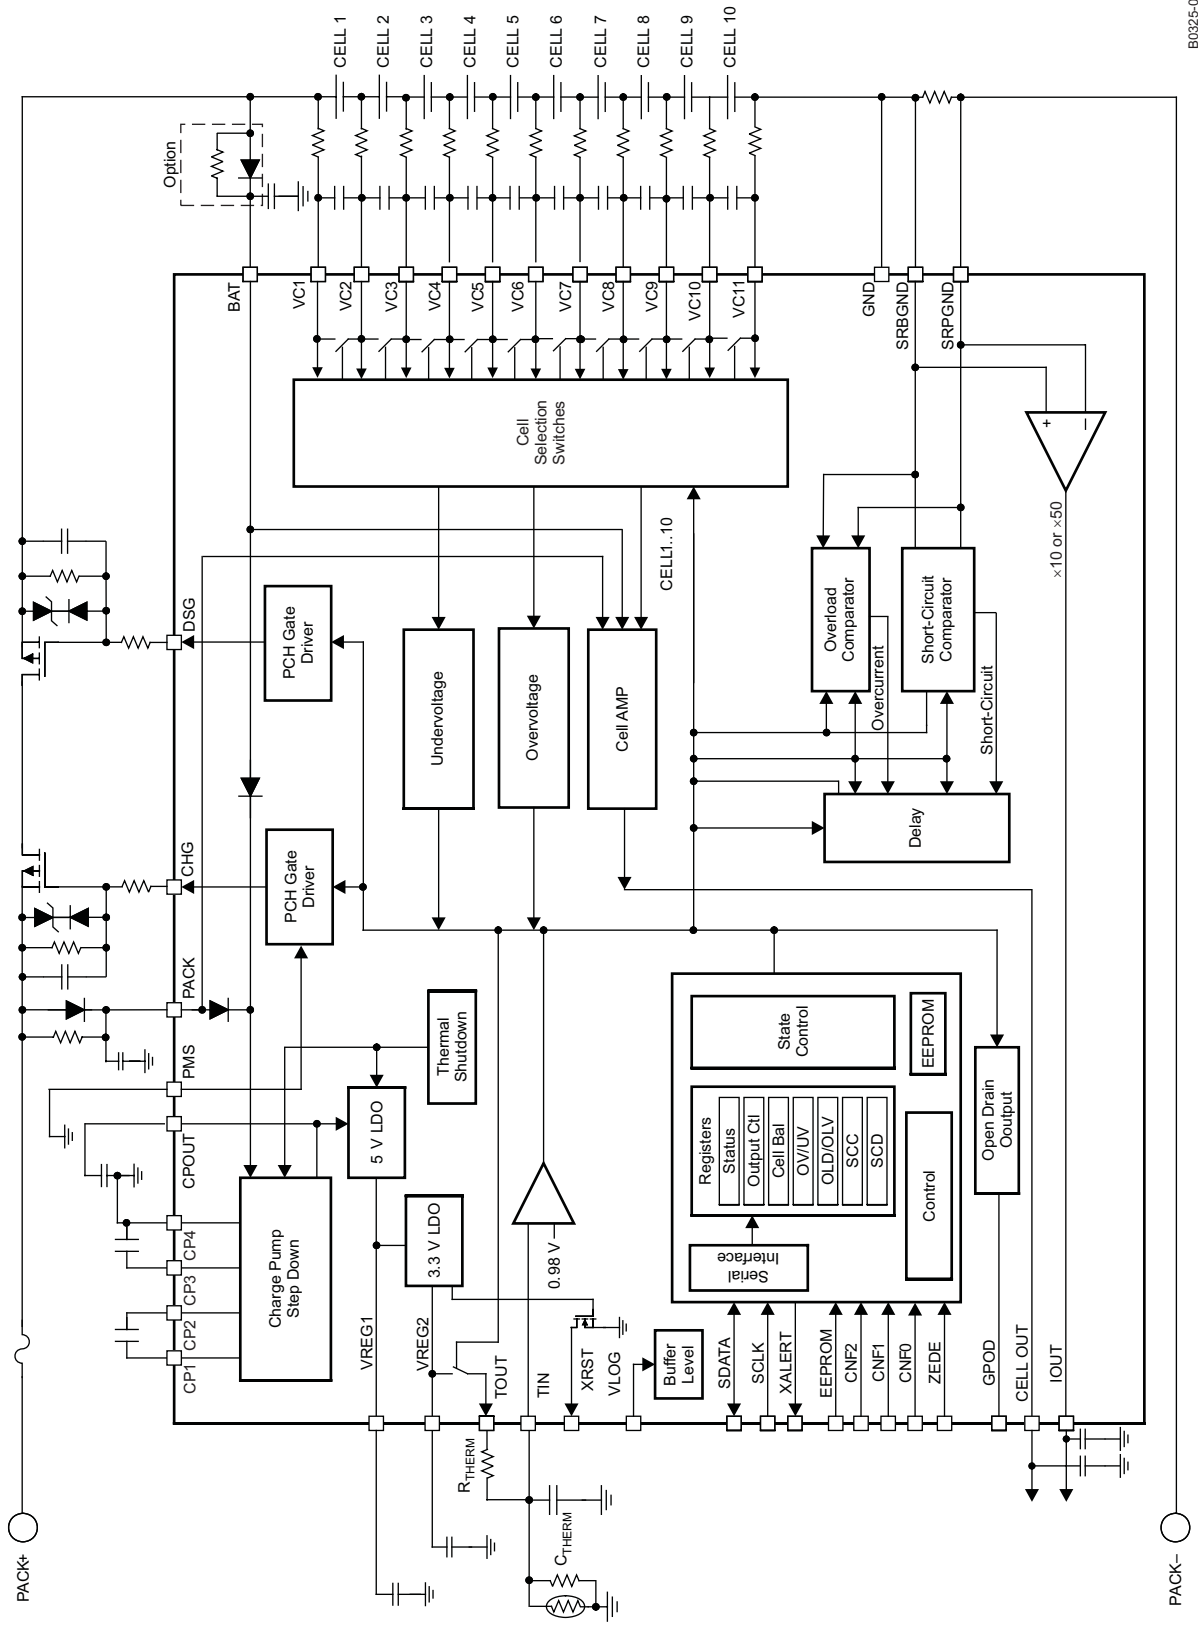 PACK+
PMS
PACK
CHG
DSG
Option
CPOUT
CP4
CP3
CP2
CP1
BAT
VC1
VC2
VC3
VC4
VC5
VC6
VC7
VC8
VC9
VC10
VC11
GND
SRBGND
SRPGND
CELL 1
CELL 2
CELL 3
CELL 4
CELL 5
CELL 6
CELL 7
CELL 8
CELL 9
CELL 10
Charge Pump
Step Down
PCH Gate
Driver
PCH Gate
Driver
5 V LDO
Thermal
Shutdown
3.3 V LDO
Cell
Selection
Switches
Undervoltage
Overvoltage
Cell AMP
CELL1..10
0.98 V
+
–
×10 or ×50
Overload
Comparator
Short-Circuit
Comparator
Overcurrent
Short-Circuit
Delay
State
Control
EEPROM
Registers
Status
Output Ctl
Cell Bal
OV/UV
OLD/OLV
SCC
SCD
Serial
Interface
Control
Open Drain
Ooutput
Buffer
Level
VREG1
VREG2
TOUT
TIN
XRST
VLOG
SDATA
SCLK
XALERT
EEPROM
CNF2
CNF1
CNF0
ZEDE
GPOD
CELL OUT
IOUT
RTHERM
CTHERM
PACK–